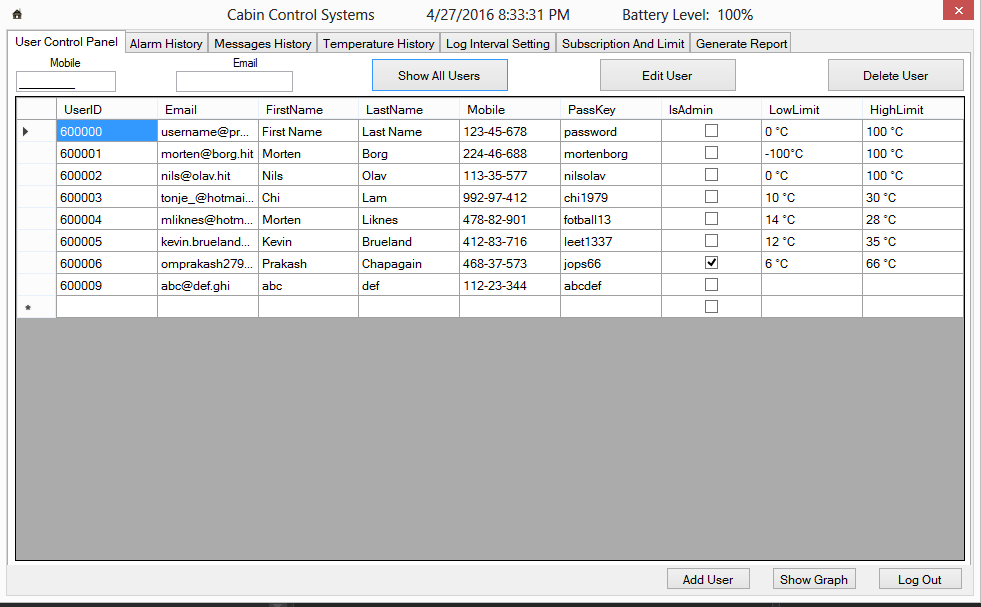 Cabin Control Systems 4/27/2016 8:33:31 PM Battery Level: 100%
User Control Panel Alarm History Messages History Temperature History Log Interval Setting Subscription And Limit Generate Report
Mobile Email
Show All Users Edit User Delete User
UserID Email FirstName LastName Mobile PassKey IsAdmin LowLimit HighLimit
600000 username@pr... First Name Last Name 123-45-678 password 0 °C 100 °C
600001 morten@borg.hit Morten Borg 224-46-688 mortenborg -100°C 100 °C
600002 nils@olav.hit Nils Olav 113-35-577 nilsolav 0 °C 100 °C
600003 tonje_@hotmai... Chi Lam 992-97-412 chi1979 10 °C 30 °C
600004 mliknes@hotm... Morten Liknes 478-82-901 fotball13 14 °C 28 °C
600005 kevin.brueland... Kevin Brueland 412-83-716 leet1337 12 °C 35 °C
600006 omprakash279... Prakash Chapagain 468-37-573 jops66 6 °C 66 °C
600009 abc@def.ghi abc def 112-23-344 abcdef
Add User Show Graph Log Out